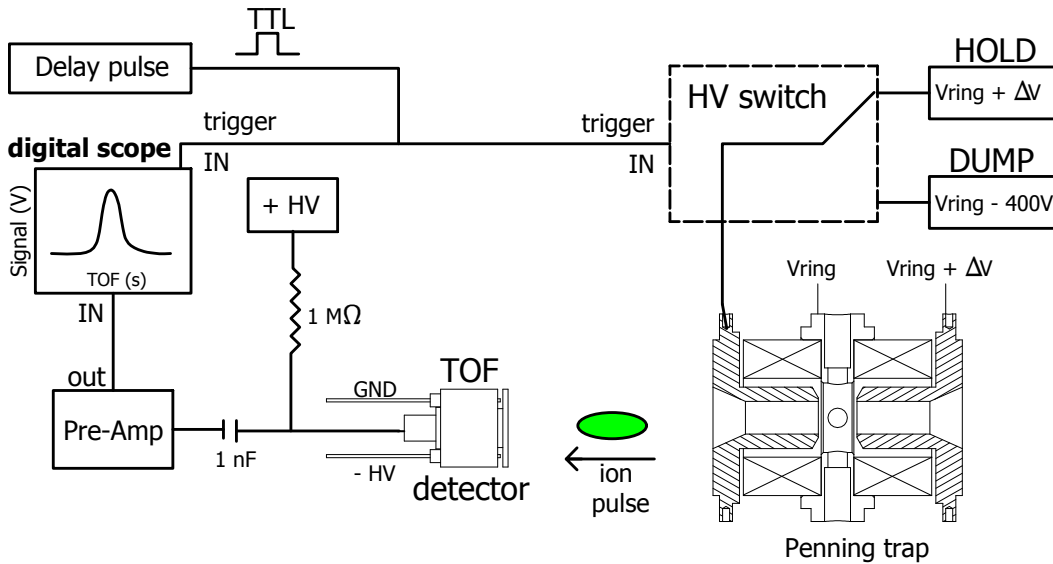 TTL
Delay pulse
HOLD
Vring + ΔV
HV switch
trigger
IN
trigger
IN
digital scope
DUMP
Vring - 400V
+ HV
Signal (V)
TOF (s)
IN
1 MΩ
Vring
Vring + ΔV
out
Pre-Amp
1 nF
GND
TOF
- HV
detector
ion
pulse
Penning trap